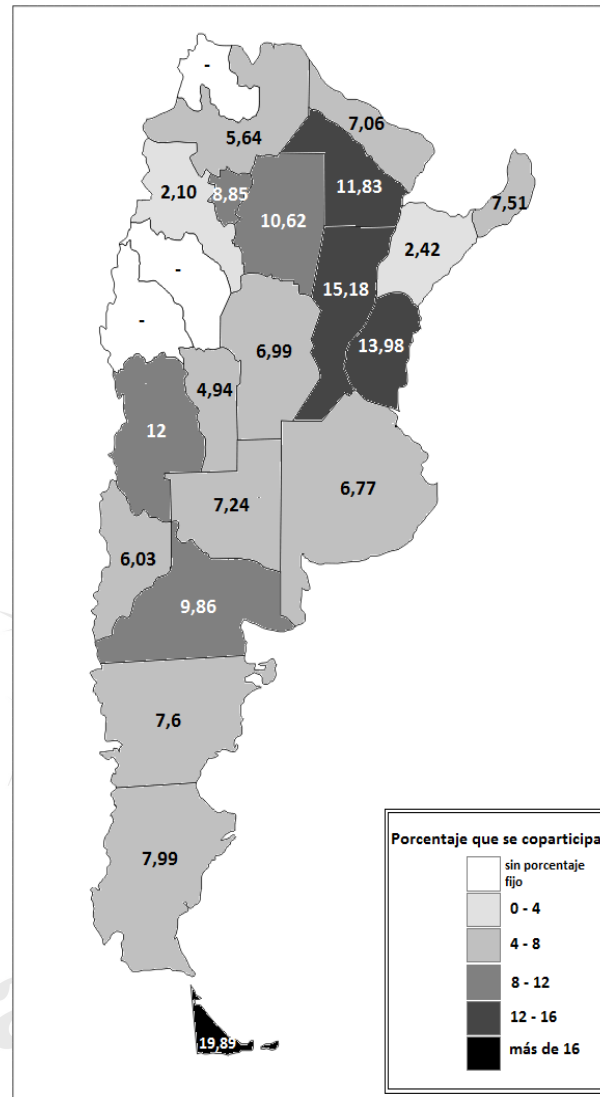 -
7,06
5,64
11,83
2,10
8,85
7,51
10,62
2,42
-
15,18
-
13,98
6,99
4,94
12
6,77
7,24
6,03
9,86
7,6
7,99
19,89
Porcentaje que se coparticipa
sin porcentaje
fijo
0 - 4
4 - 8
8 - 12
12 - 16
más de 16